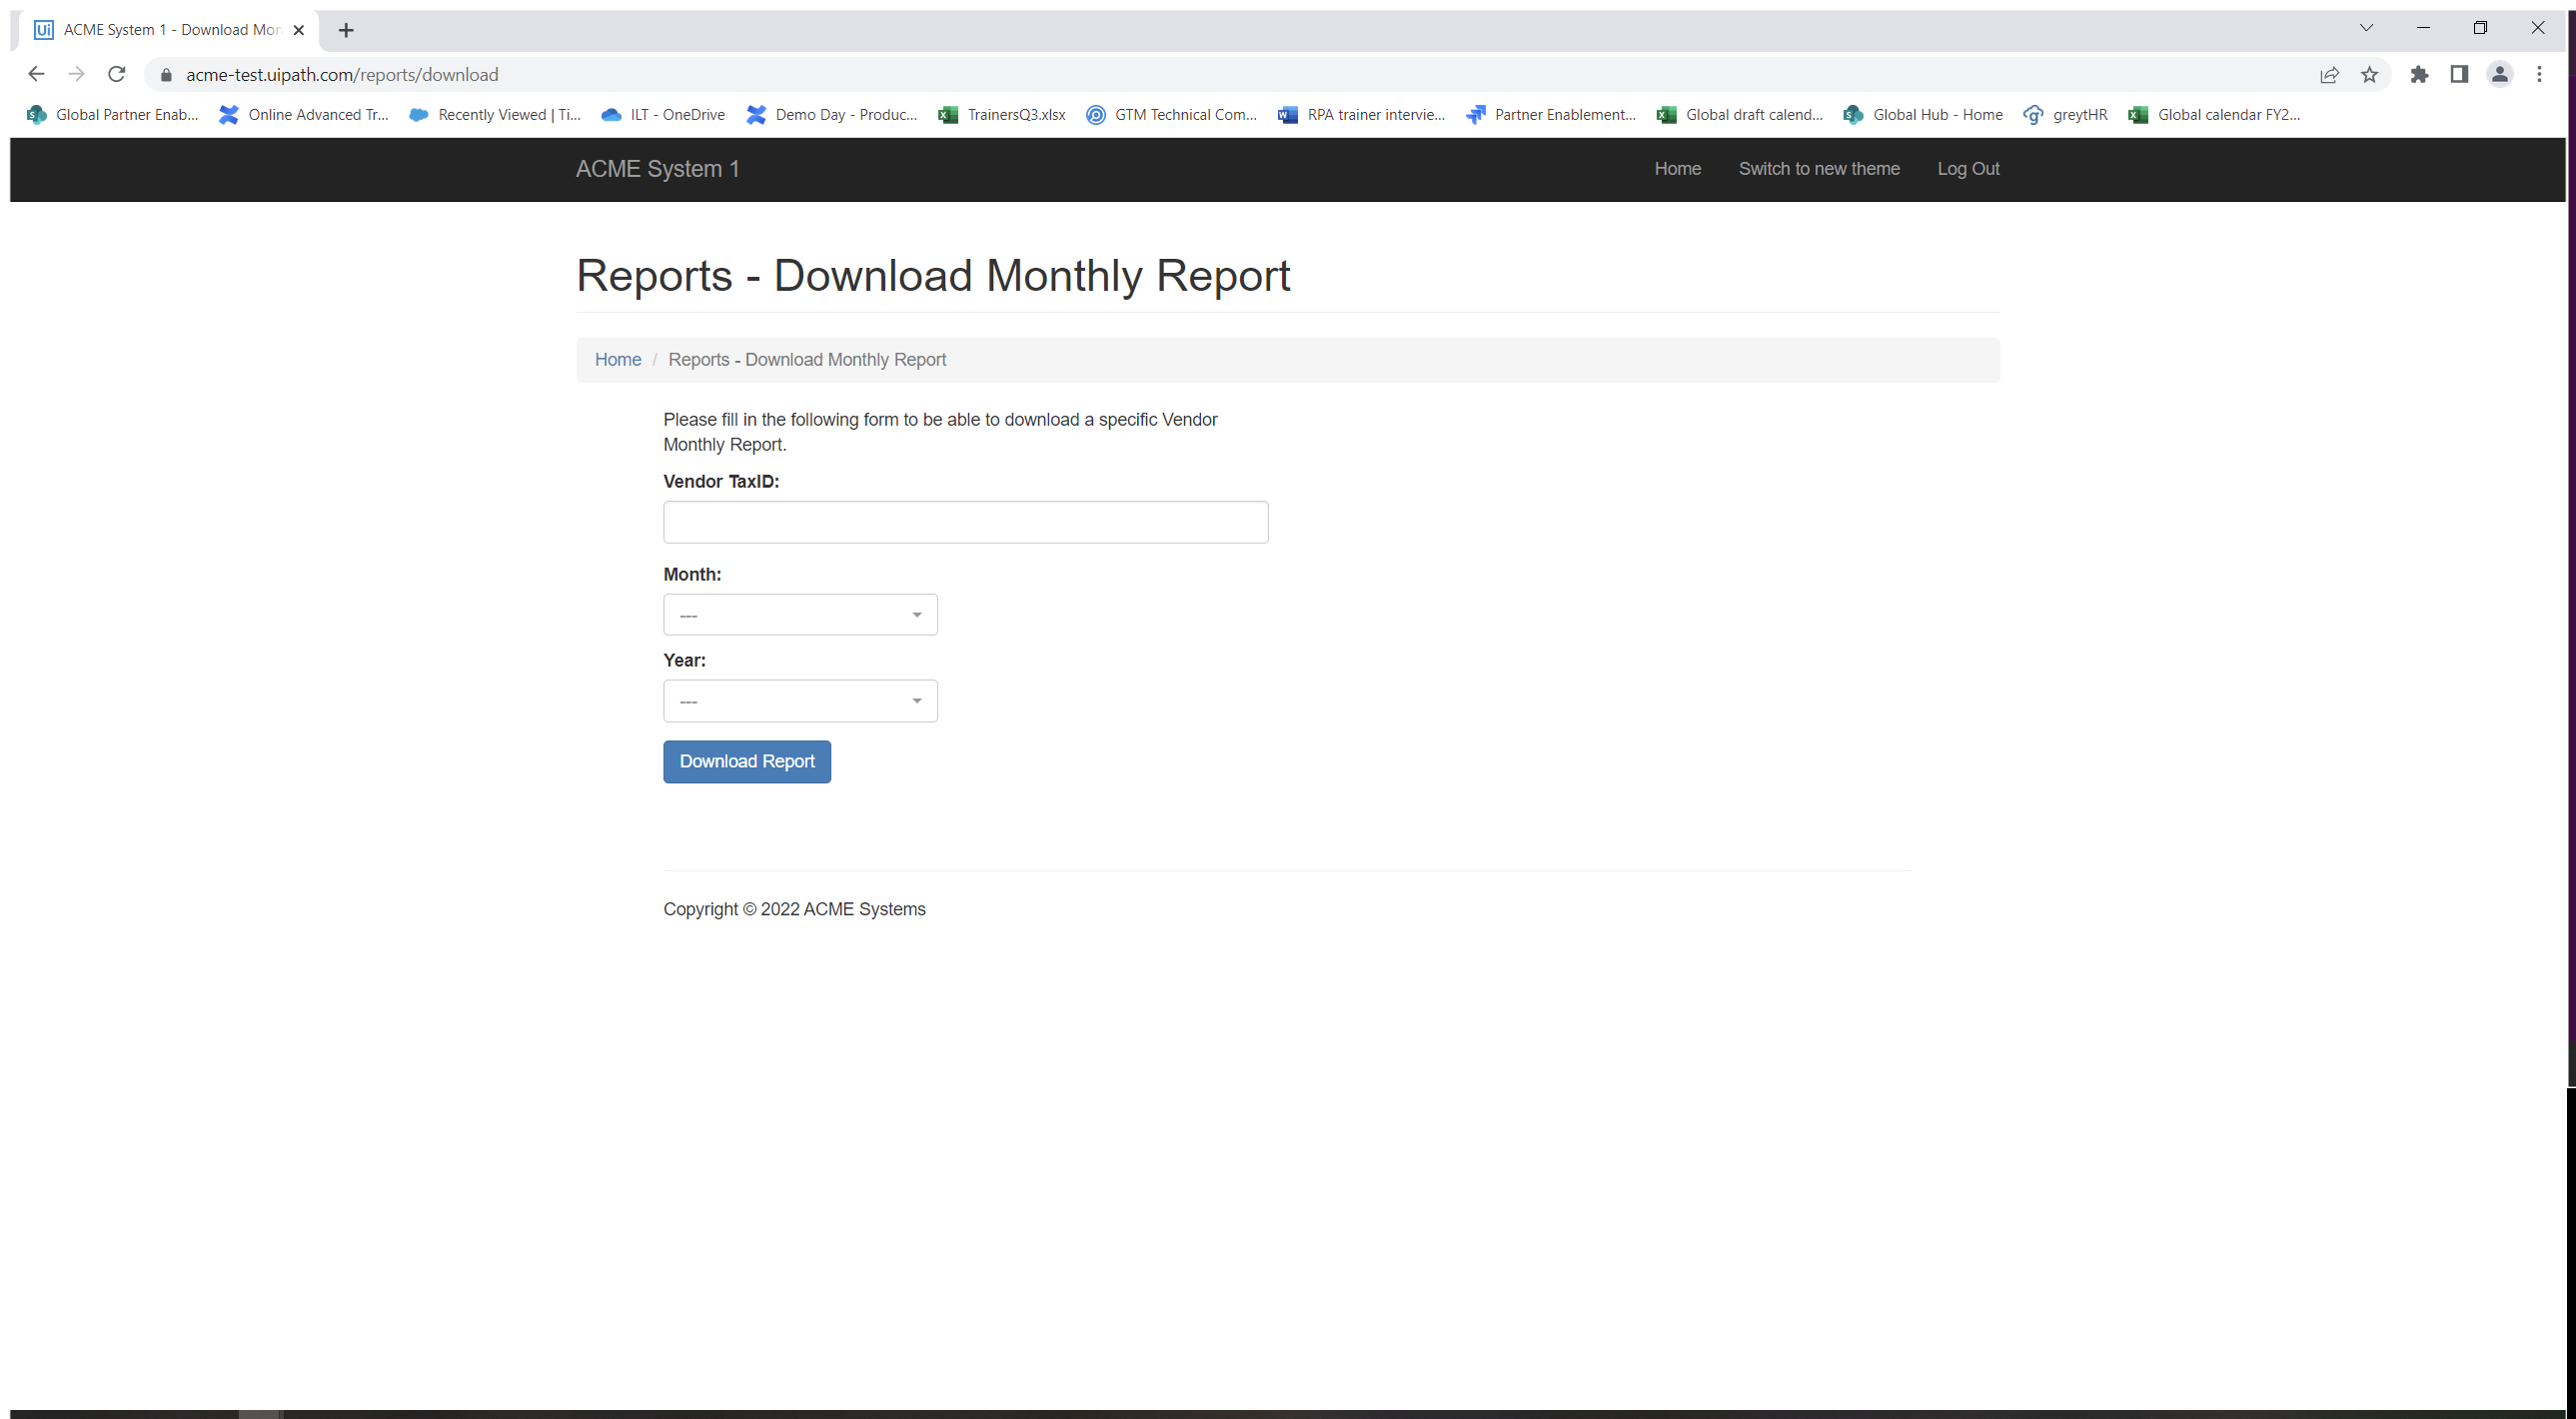 Ui ACME System 1 - Download Mon
acme-test.uipath.com/reports/download
Global Partner Enab... Online Advanced Tr... Recently Viewed | Ti... ILT - OneDrive Demo Day - Produc... TrainersQ3.xlsx GTM Technical Com... RPA trainer intervie... Partner Enablement... Global draft calend... Global Hub - Home greytHR Global calendar FY2...
ACME System 1 Home Switch to new theme Log Out
Reports - Download Monthly Report
Home / Reports - Download Monthly Report
Please fill in the following form to be able to download a specific Vendor
Monthly Report.
Vendor TaxID:
Month:
---
Year:
---
Download Report
Copyright © 2022 ACME Systems